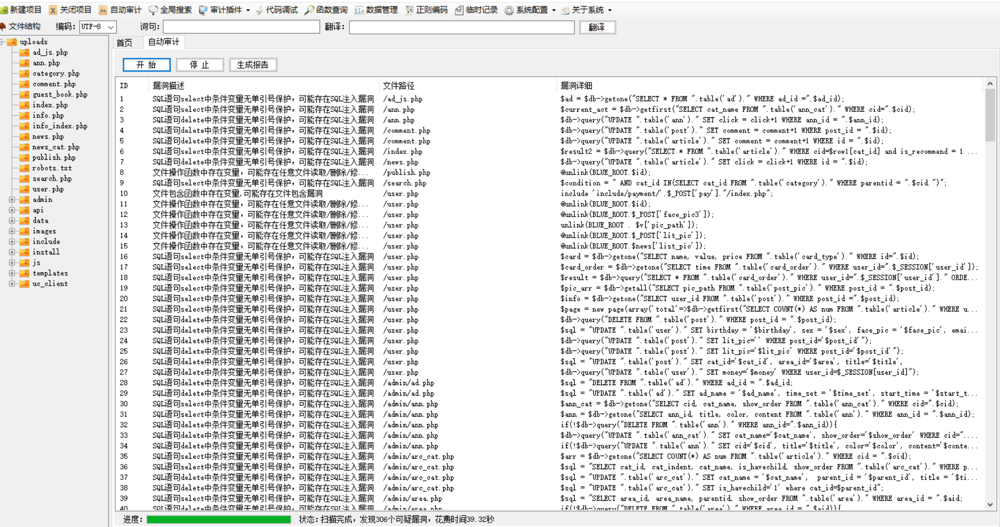 新建项目 关闭项目 自动审计 全局搜索 审计插件 代码调试 函数查询 数据管理 正则编码 临时记录 系统配置 关于系统
文件结构 编码: UTF-8 词句: 翻译: 翻译
首页 自动审计
uploads
ad_js.php
ann.php
category.php
comment.php
guest_book.php
index.php
info.php
info_index.php
news.php
news_cat.php
publish.php
robots.txt
search.php
user.php
admin
api
data
images
include
install
js
templates
uc_client
开 始 停 止 生成报告
ID 漏洞描述 文件路径 漏洞详细
1 SQL语句select中条件变量无单引号保护，可能存在SQL注入漏洞 /ad_js.php $ad = $db->getone("SELECT * FROM ".table('ad')." WHERE ad_id =".$ad_id);
2 SQL语句select中条件变量无单引号保护，可能存在SQL注入漏洞 /ann.php $current_act = $db->getfirst("SELECT cat_name FROM ".table('ann_cat')." WHERE cid=".$cid);
3 SQL语句delete中条件变量无单引号保护，可能存在SQL注入漏洞 /ann.php $db->query("UPDATE ".table('ann')." SET click = click+1 WHERE ann_id = ".$ann_id);
4 SQL语句delete中条件变量无单引号保护，可能存在SQL注入漏洞 /comment.php $db->query("UPDATE ".table('post')." SET comment = comment+1 WHERE post_id = ".$id);
5 SQL语句delete中条件变量无单引号保护，可能存在SQL注入漏洞 /comment.php $db->query("UPDATE ".table('article')." SET comment = comment+1 WHERE id = ".$id);
6 SQL语句select中条件变量无单引号保护，可能存在SQL注入漏洞 /index.php $result2 = $db->query("SELECT * FROM ".table('article')." WHERE cid=$row1[cat_id] and is_recommend = 1 ...
7 SQL语句delete中条件变量无单引号保护，可能存在SQL注入漏洞 /news.php $db->query("UPDATE ".table('article')." SET click = click+1 WHERE id = ".$id);
8 文件操作函数中存在变量，可能存在任意文件读取/删除/修... /publish.php @unlink(BLUE_ROOT.$id);
9 SQL语句select中条件变量无单引号保护，可能存在SQL注入漏洞 /search.php $condition = " AND cat_id IN(SELECT cat_id FROM ".table('category')." WHERE parentid = ".$cid.")";
10 文件包含函数中存在变量,可能存在文件包含漏洞 /user.php include 'include/payment/'.$_POST['pay']."/index.php";
11 文件操作函数中存在变量，可能存在任意文件读取/删除/修... /user.php @unlink(BLUE_ROOT.$id);
12 文件操作函数中存在变量，可能存在任意文件读取/删除/修... /user.php @unlink(BLUE_ROOT.$_POST['face_pic3']);
13 文件操作函数中存在变量，可能存在任意文件读取/删除/修... /user.php unlink(BLUE_ROOT . $v['pic_path']);
14 文件操作函数中存在变量，可能存在任意文件读取/删除/修... /user.php @unlink(BLUE_ROOT.$_POST['lit_pic']);
15 文件操作函数中存在变量，可能存在任意文件读取/删除/修... /user.php @unlink(BLUE_ROOT.$news['list_pic']);
16 SQL语句select中条件变量无单引号保护，可能存在SQL注入漏洞 /user.php $card = $db->getone("SELECT name, value, price FROM ".table('card_type')." WHERE id=".$id);
17 SQL语句select中条件变量无单引号保护，可能存在SQL注入漏洞 /user.php $card_order = $db->getone("SELECT time FROM ".table('card_order')." WHERE user_id=".$_SESSION['user_id']);
18 SQL语句select中条件变量无单引号保护，可能存在SQL注入漏洞 /user.php $result = $db->query("SELECT * FROM ".table('card_order')." WHERE user_id=".$_SESSION['user_id']." ORDE...
19 SQL语句select中条件变量无单引号保护，可能存在SQL注入漏洞 /user.php $pic_arr = $db->getall("SELECT pic_path FROM ".table('post_pic')." WHERE post_id = ".$post_id);
20 SQL语句select中条件变量无单引号保护，可能存在SQL注入漏洞 /user.php $info = $db->getone("SELECT user_id FROM ".table('post')." WHERE post_id =".$post_id);
21 SQL语句select中条件变量无单引号保护，可能存在SQL注入漏洞 /user.php $page = new page(array('total'=>$db->getfirst("SELECT COUNT(*) AS num FROM ".table('article')." WHERE u...
22 SQL语句delete中条件变量无单引号保护，可能存在SQL注入漏洞 /user.php $db->query("DELETE FROM ".table('post')." WHERE post_id = ".$post_id);
23 SQL语句delete中条件变量无单引号保护，可能存在SQL注入漏洞 /user.php $sql = "UPDATE ".table('user')." SET birthday = '$birthday', sex = '$sex', face_pic = '$face_pic', emai...
24 SQL语句delete中条件变量无单引号保护，可能存在SQL注入漏洞 /user.php $db->query("UPDATE ".table('post')." SET lit_pic='' WHERE post_id='$post_id'");
25 SQL语句delete中条件变量无单引号保护，可能存在SQL注入漏洞 /user.php $db->query("UPDATE ".table('post')." SET lit_pic='$lit_pic' WHERE post_id='$post_id'");
26 SQL语句delete中条件变量无单引号保护，可能存在SQL注入漏洞 /user.php $sql = "UPDATE ".table('post')." SET cat_id='$cat_id', area_id='$area', title='$title',
27 SQL语句delete中条件变量无单引号保护，可能存在SQL注入漏洞 /user.php $db->query("UPDATE ".table('user')." SET money='$money' WHERE user_id=$_SESSION[user_id]");
28 SQL语句delete中条件变量无单引号保护，可能存在SQL注入漏洞 /admin/ad.php $sql = "DELETE FROM ".table('ad')." WHERE ad_id = ".$ad_id;
29 SQL语句delete中条件变量无单引号保护，可能存在SQL注入漏洞 /admin/ad.php $sql = "UPDATE ".table('ad')." SET ad_name = '$ad_name', time_set = '$time_set', start_time = '$start_t...
30 SQL语句select中条件变量无单引号保护，可能存在SQL注入漏洞 /admin/ann.php $ann_cat = $db->getone("SELECT cid, cat_name, show_order FROM ".table('ann_cat')." WHERE cid=".$cid);
31 SQL语句select中条件变量无单引号保护，可能存在SQL注入漏洞 /admin/ann.php $ann = $db->getone("SELECT ann_id, title, color, content FROM ".table('ann')." WHERE ann_id = ".$ann_id);
32 SQL语句delete中条件变量无单引号保护，可能存在SQL注入漏洞 /admin/ann.php if(!$db->query("DELETE FROM ".table('ann')." WHERE ann_id=".$ann_id)){
33 SQL语句delete中条件变量无单引号保护，可能存在SQL注入漏洞 /admin/ann.php $db->query("UPDATE ".table('ann_cat')." SET cat_name='$cat_name', show_order='$show_order' WHERE cid="....
34 SQL语句delete中条件变量无单引号保护，可能存在SQL注入漏洞 /admin/ann.php if(!$db->query("UPDATE ".table('ann')." SET cid='$cid', title='$title', color='$color', content='$conte...
35 SQL语句select中条件变量无单引号保护，可能存在SQL注入漏洞 /admin/arc_cat.php $arr = $db->getone("SELECT COUNT(*) AS num FROM ".table('article')." WHERE cid = ".$cid);
36 SQL语句select中条件变量无单引号保护，可能存在SQL注入漏洞 /admin/arc_cat.php $sql = "SELECT cat_id, cat_indent, cat_name, is_havechild, show_order FROM ".table('arc_cat')." WHERE p...
37 SQL语句delete中条件变量无单引号保护，可能存在SQL注入漏洞 /admin/arc_cat.php $sql = "UPDATE ".table('arc_cat')." SET cat_name = '$cat_name',  parent_id = '$parent_id', title = '$ti...
38 SQL语句delete中条件变量无单引号保护，可能存在SQL注入漏洞 /admin/arc_cat.php $sql = "UPDATE ".table('arc_cat')." SET is_havechild='1' where cat_id=$parent_id";
39 SQL语句select中条件变量无单引号保护，可能存在SQL注入漏洞 /admin/area.php $sql = "SELECT area_id, area_name, parentid, show_order FROM ".table('area')." WHERE area_id = ".$aid;
40 SQL语句delete中条件变量无单引号保护，可能存在SQL注入漏洞 /admin/area.php if(!$db->query("DELETE FROM ".table('area')." WHERE area_id = ".$aid)){
进度: 状态: 扫描完成，发现306个可疑漏洞，花费时间39.32秒